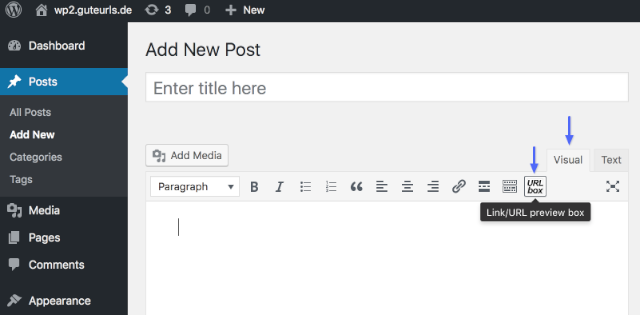 wp2.guteurls.de 3 0 New
Dashboard
Posts
All Posts
Add New
Categories
Tags
Media
Pages
Comments
Appearance
Add New Post
Enter title here
Add Media
Visual Text
Paragraph B I URL box
Link/URL preview box